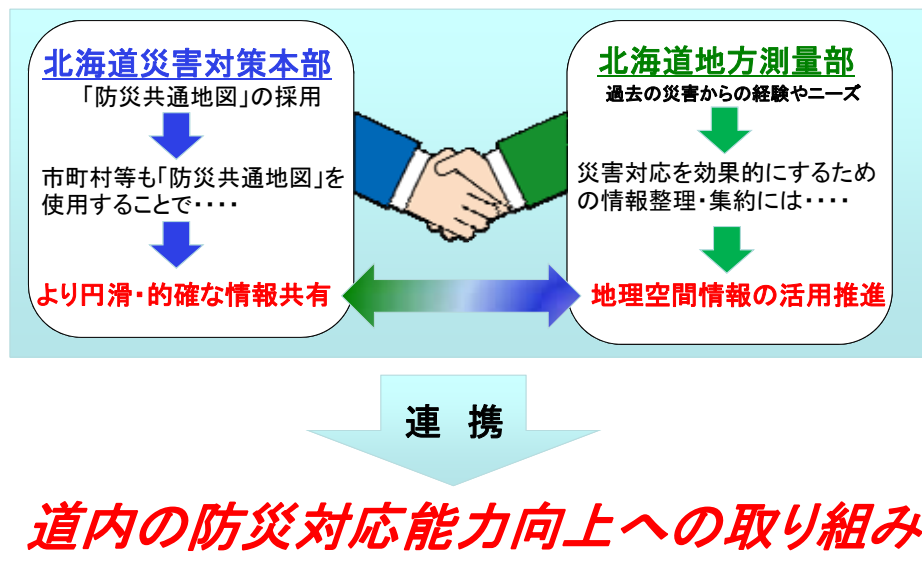 北海道災害対策本部
「防災共通地図」の採用
市町村等も「防災共通地図」を
使用することで････
より円滑・的確な情報共有
北海道地方測量部
過去の災害からの経験やニーズ
災害対応を効果的にするため
の情報整理・集約には････
地理空間情報の活用推進
連 携
道内の防災対応能力向上への取り組み